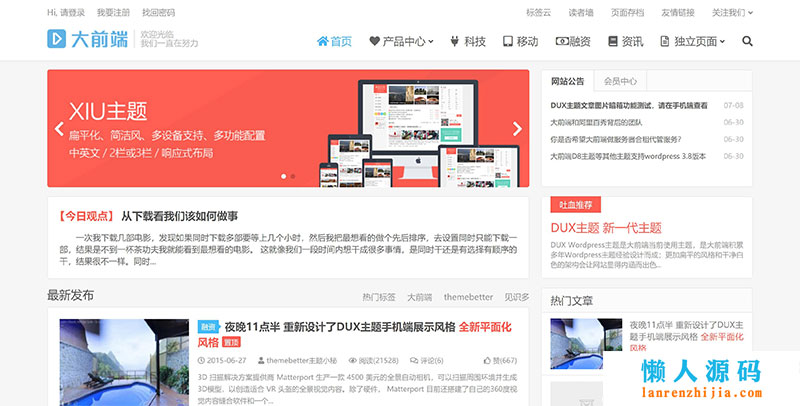 Hi, 请登录 我要注册 找回密码
标签云 读者墙 页面存档 友情链接 关注我们
大前端
欢迎光临
我们一直在努力
首页 产品中心 科技 移动 融资 资讯 独立页面
XIU主题
扁平化、简洁风、多设备支持、多功能配置
中英文 / 2栏或3栏 / 响应式布局
网站公告 会员中心
DUX主题文章图片暗箱功能测试，请在手机端查看 07-08
大前端和阿里百秀背后的团队 06-30
你是否希望大前端做服务器合租代管服务？ 06-30
大前端D8主题等其他主题支持wordpress 3.8版本 06-30
【今日观点】 从下载看我们该如何做事
一次我下载几部电影，发现如果同时下载多部要等上几个小时，然后我把最想看的做个先后排序，去设置同时只能下载一部，结果是不到一杯茶功夫我就能看到最想看的电影。 这就像我们一段时间内想干成很多事情，是同时干还是有选择有顺序的干，结果很不一样。同时...
吐血推荐
DUX主题 新一代主题
DUX Wordpress主题是大前端当前使用主题，是大前端积累多年Wordpress主题经验设计而成；更加扁平的风格和干净白色的架构会让网站显得内涵而出色...
最新发布
热门标签 大前端 themebetter 见识多
融资 夜晚11点半 重新设计了DUX主题手机端展示风格 全新平面化风格 置顶
2015-06-27 themebetter主题小秘 阅读(21528) 评论(6) 赞(667)
3D 扫描解决方案提供商 Matterport 生产一款 4500 美元的全景自动相机，可以扫描周围环境并生成3D模型，以创造适合 VR 头盔的全景视觉内容。除了硬件， Matterport 目前还搭建了自己的360度视觉内容缝合软件和一个...
热门文章
夜晚11点半 重新设计了DUX主题手机端展示风格 全新平面化风格
懒人源码
lanrenzhijia.com